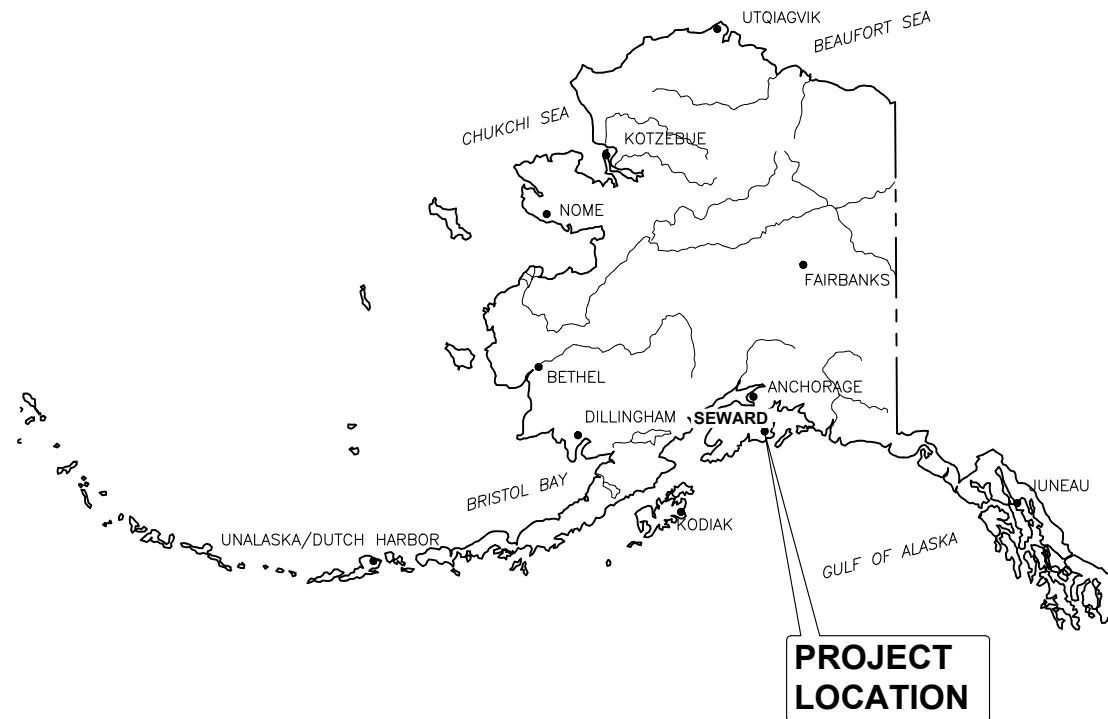 UTQIAGVIK
BEAUFORT SEA
CHUKCHI SEA
KOTZEBUE
NOME
FAIRBANKS
BETHEL
ANCHORAGE
DILLINGHAM
SEWARD
BRISTOL BAY
JUNEAU
KODIAK
UNALASKA/DUTCH HARBOR
GULF OF ALASKA
PROJECT
LOCATION